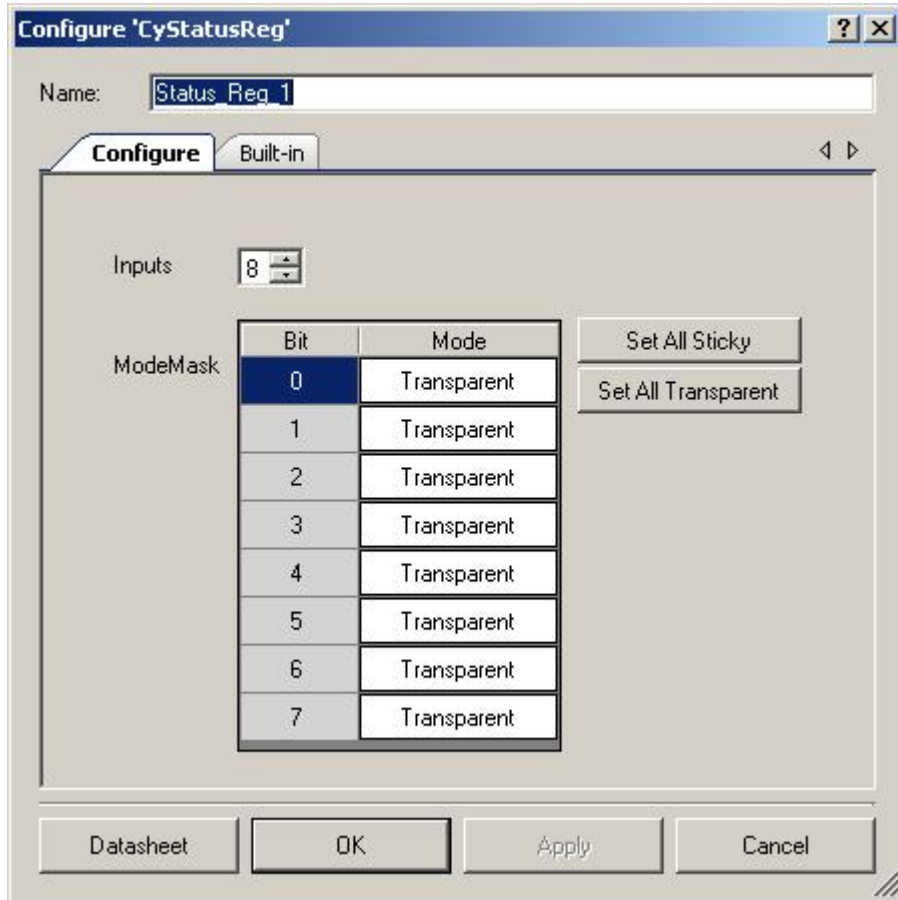 Configure 'CyStatusReg'
Name: Status_Reg_1
Configure Built-in
Inputs 8
ModeMask
Bit Mode
0 Transparent
1 Transparent
2 Transparent
3 Transparent
4 Transparent
5 Transparent
6 Transparent
7 Transparent
Set All Sticky
Set All Transparent
Datasheet OK Apply Cancel